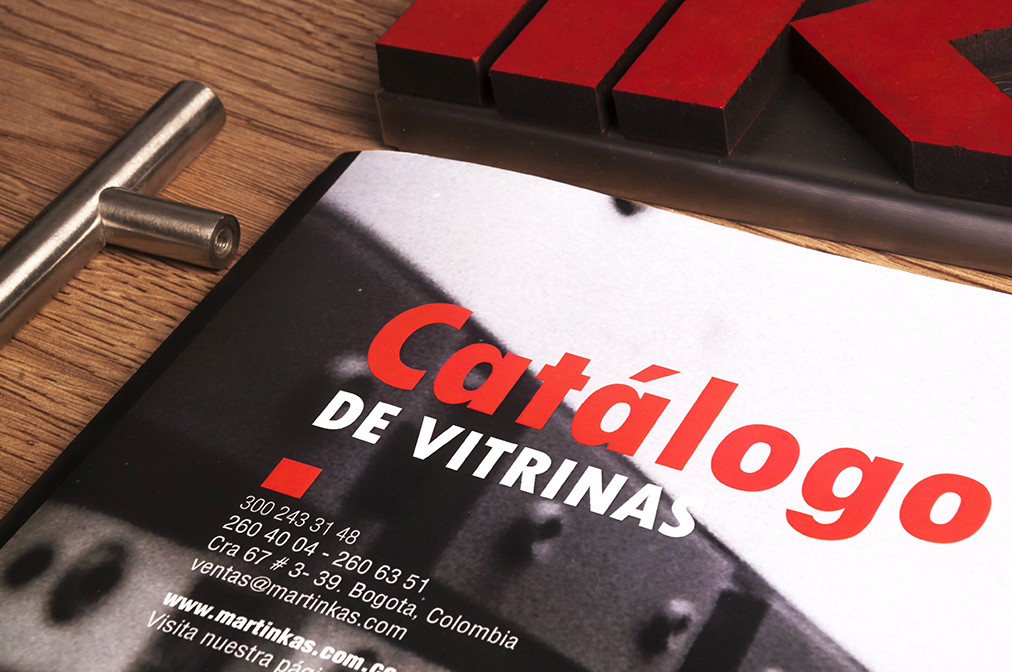 Catálogo
DE VITRINAS
300 243 31 48
260 40 04 - 260 63 51
Cra 67 # 3- 39. Bogota, Colombia
ventas@martinkas.com
www.martinkas.com.co
Visita nuestra